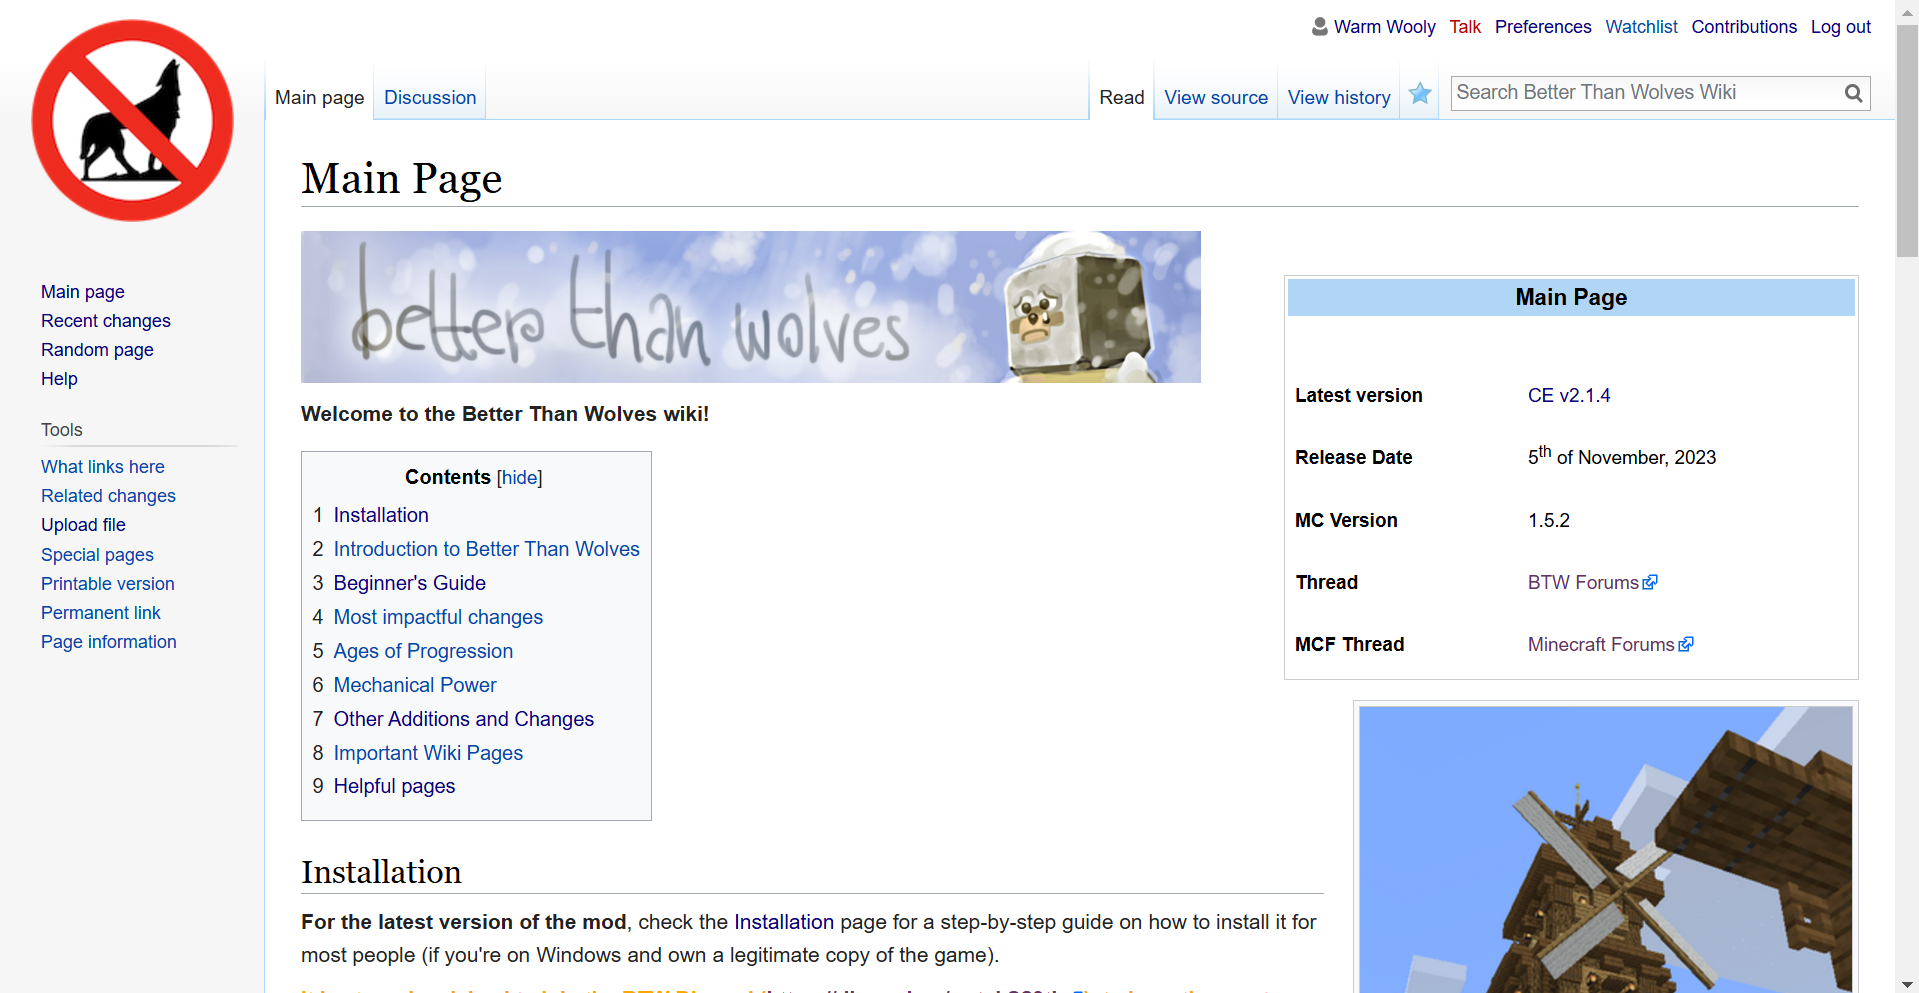 Warm Wooly Talk Preferences Watchlist Contributions Log out
Main page Discussion Read View source View history Search Better Than Wolves Wiki
Main Page
better than wolves
Main page
Recent changes
Random page
Help
Tools
What links here
Related changes
Upload file
Special pages
Printable version
Permanent link
Page information
Welcome to the Better Than Wolves wiki!
Contents [hide]
1 Installation
2 Introduction to Better Than Wolves
3 Beginner's Guide
4 Most impactful changes
5 Ages of Progression
6 Mechanical Power
7 Other Additions and Changes
8 Important Wiki Pages
9 Helpful pages
Main Page
Latest version CE v2.1.4
Release Date 5th of November, 2023
MC Version 1.5.2
Thread BTW Forums
MCF Thread Minecraft Forums
Installation
For the latest version of the mod, check the Installation page for a step-by-step guide on how to install it for
most people (if you're on Windows and own a legitimate copy of the game).